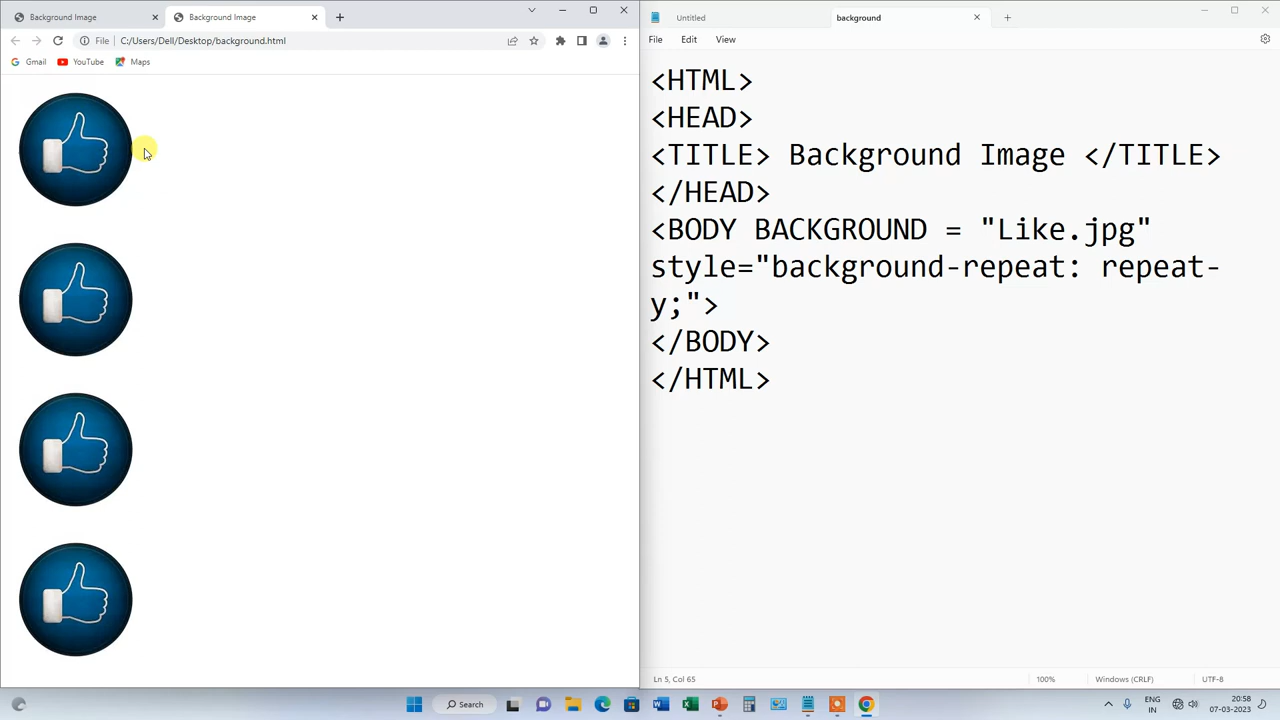 Background Image
Background Image
File
C:/Users/Dell/Desktop/background.html
Gmail
YouTube
Maps
Untitled
background
File
Edit
View
<HTML>
<HEAD>
<TITLE> Background Image </TITLE>
</HEAD>
<BODY BACKGROUND = "Like.jpg"
style="background-repeat: repeat-
y;">
</BODY>
</HTML>
Ln 5, Col 65
100%
Windows (CRLF)
UTF-8
Search
ENG
IN
20:58
07-03-2023